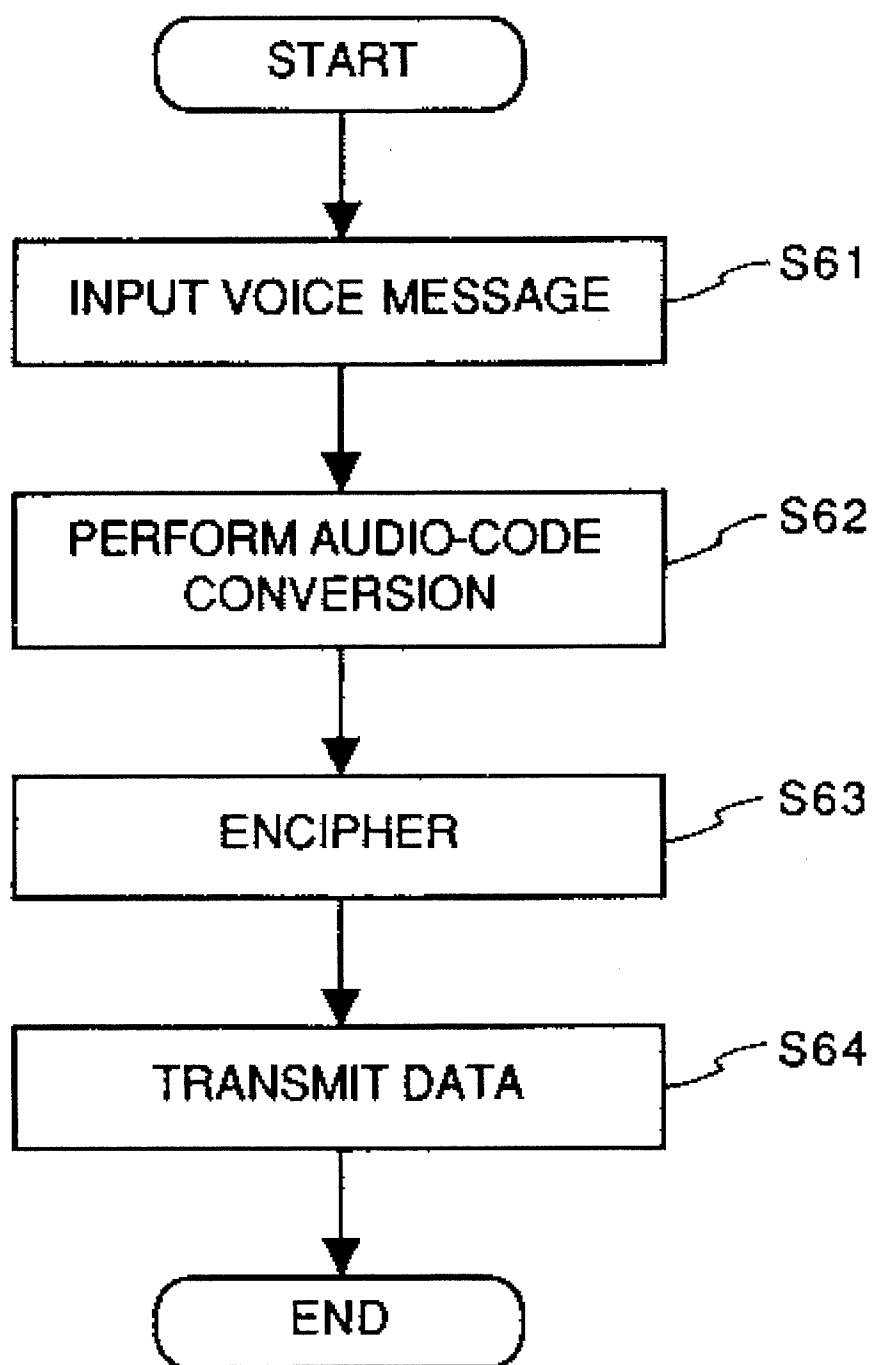 START
INPUT VOICE MESSAGE
S61
PERFORM AUDIO-CODE
CONVERSION
S62
ENCIPHER
S63
TRANSMIT DATA
S64
END